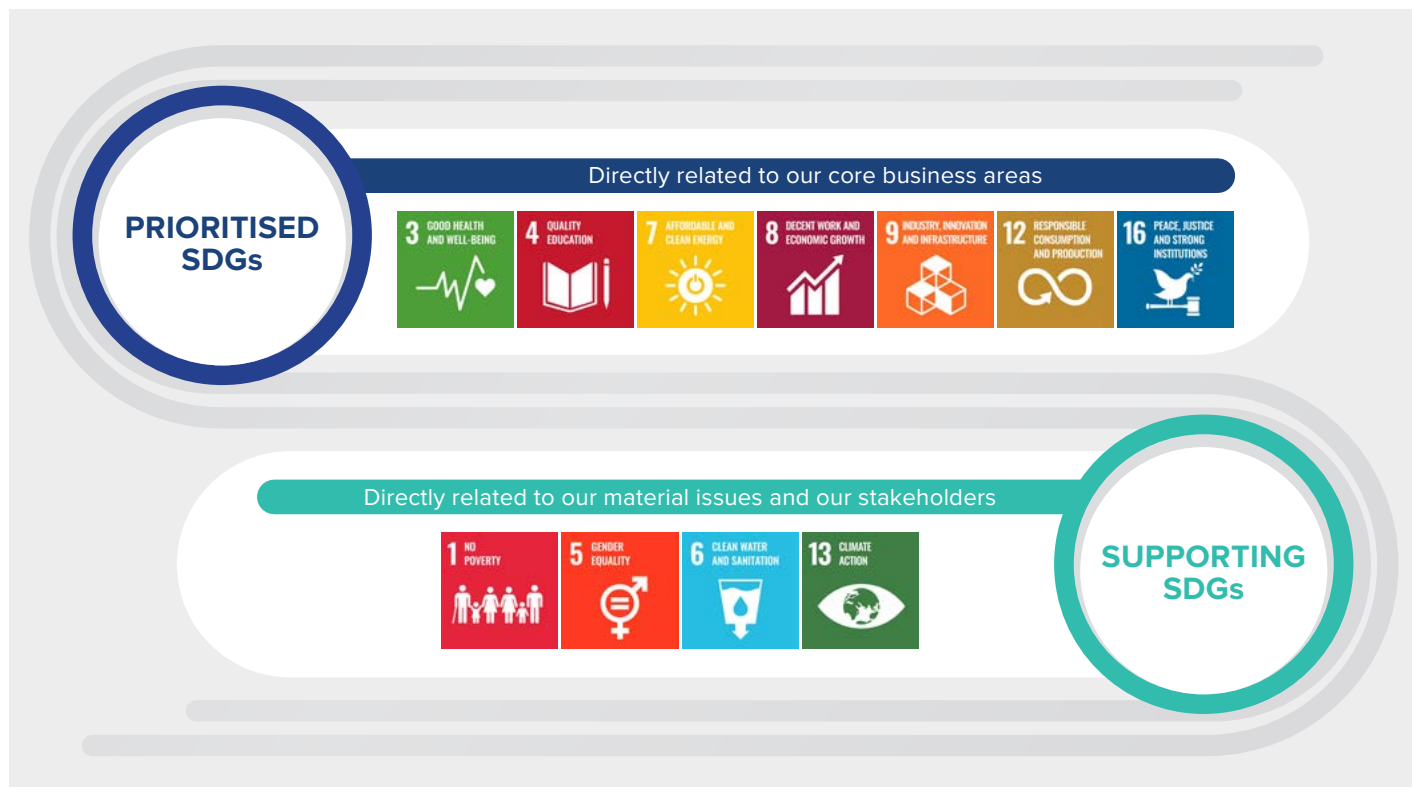 Directly related to our core business areas
PRIORITISED
SDGs
3 GOOD HEALTH
AND WELL-BEING
4 QUALITY
EDUCATION
7 AFFORDABLE AND
CLEAN ENERGY
8 DECENT WORK AND
ECONOMIC GROWTH
9 INDUSTRY, INNOVATION
AND INFRASTRUCTURE
12 RESPONSIBLE
CONSUMPTION
AND PRODUCTION
16 PEACE, JUSTICE
AND STRONG
INSTITUTIONS
Directly related to our material issues and our stakeholders
1 NO
POVERTY
5 GENDER
EQUALITY
6 CLEAN WATER
AND SANITATION
13 CLIMATE
ACTION
SUPPORTING
SDGs